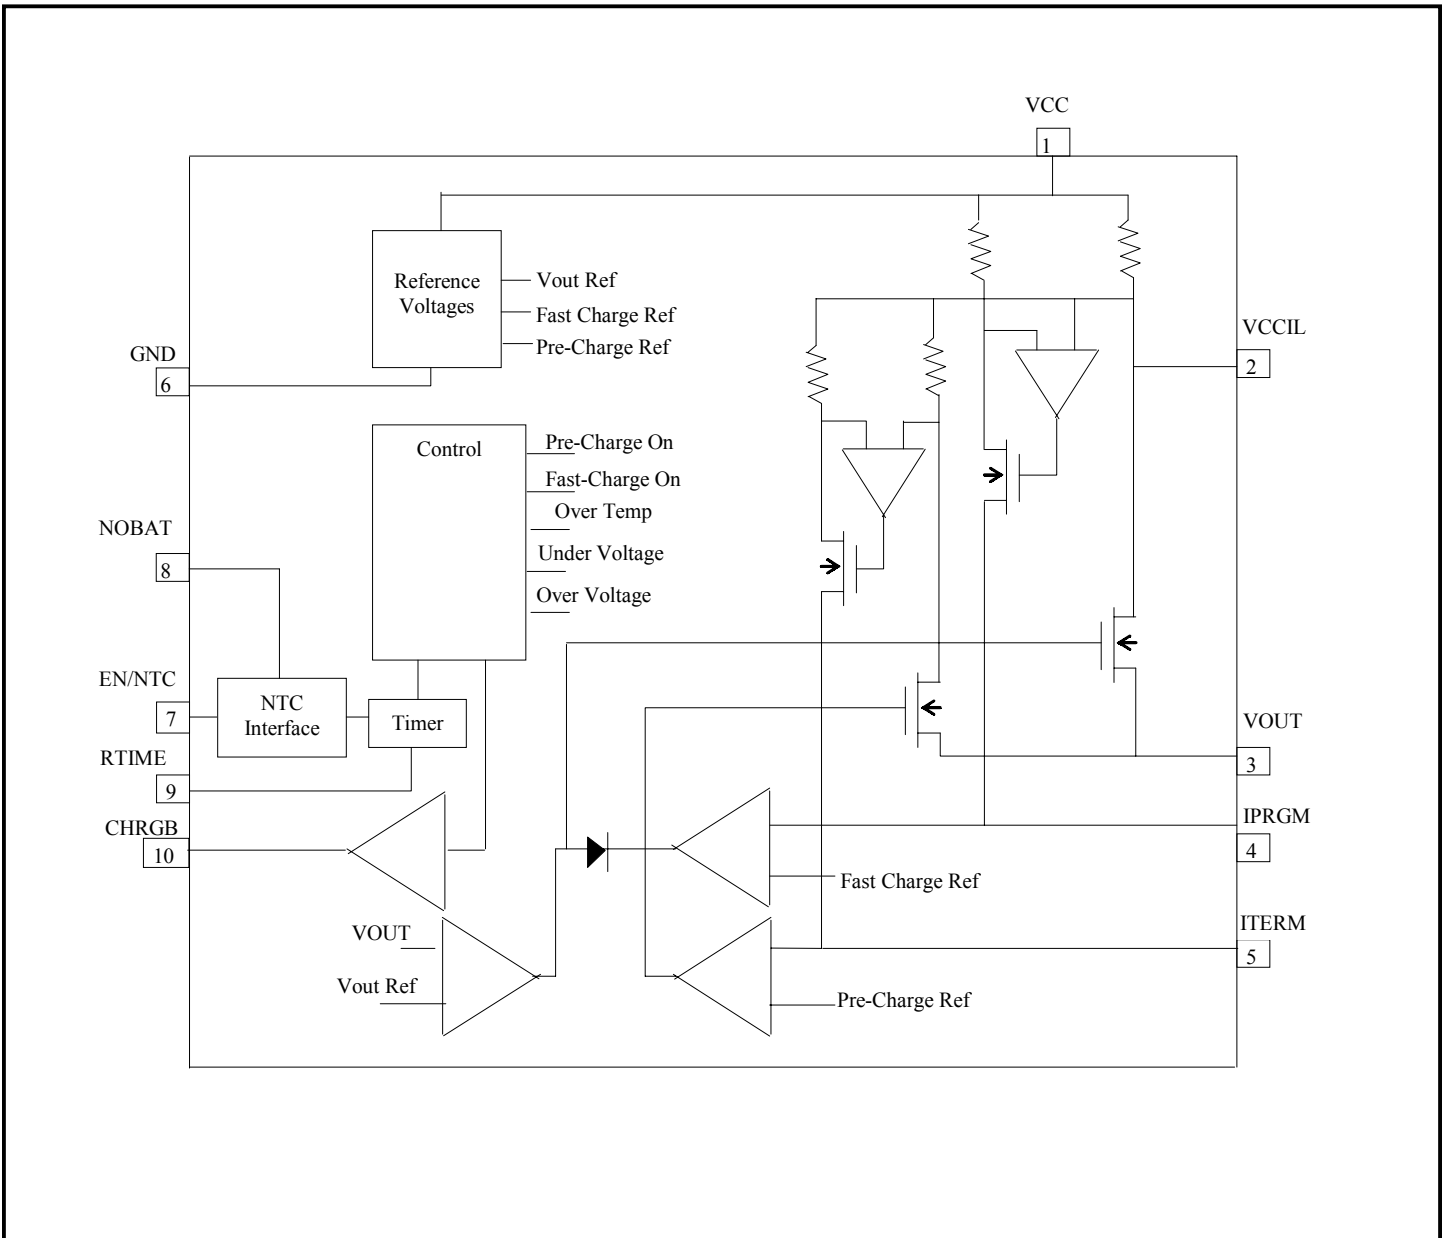 VCC
1
Reference
Voltages
Vout Ref
Fast Charge Ref
Pre-Charge Ref
GND
6
VCCIL
2
Control
Pre-Charge On
Fast-Charge On
Over Temp
Under Voltage
Over Voltage
NOBAT
8
EN/NTC
7
NTC
Interface
Timer
RTIME
9
CHRGB
10
VOUT
3
IPRGM
4
Fast Charge Ref
ITERM
5
VOUT
Vout Ref
Pre-Charge Ref